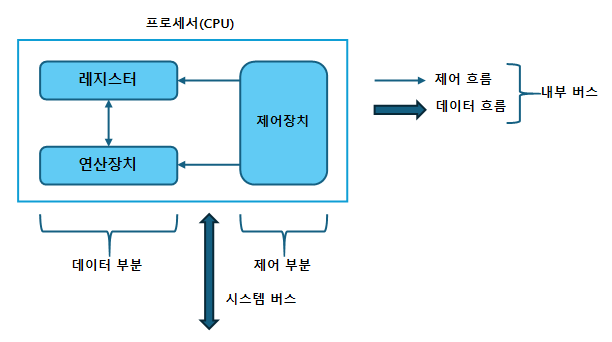 프로세서(CPU)
레지스터
제어장치
연산장치
제어 흐름
데이터 흐름
내부 버스
데이터 부분
제어 부분
시스템 버스